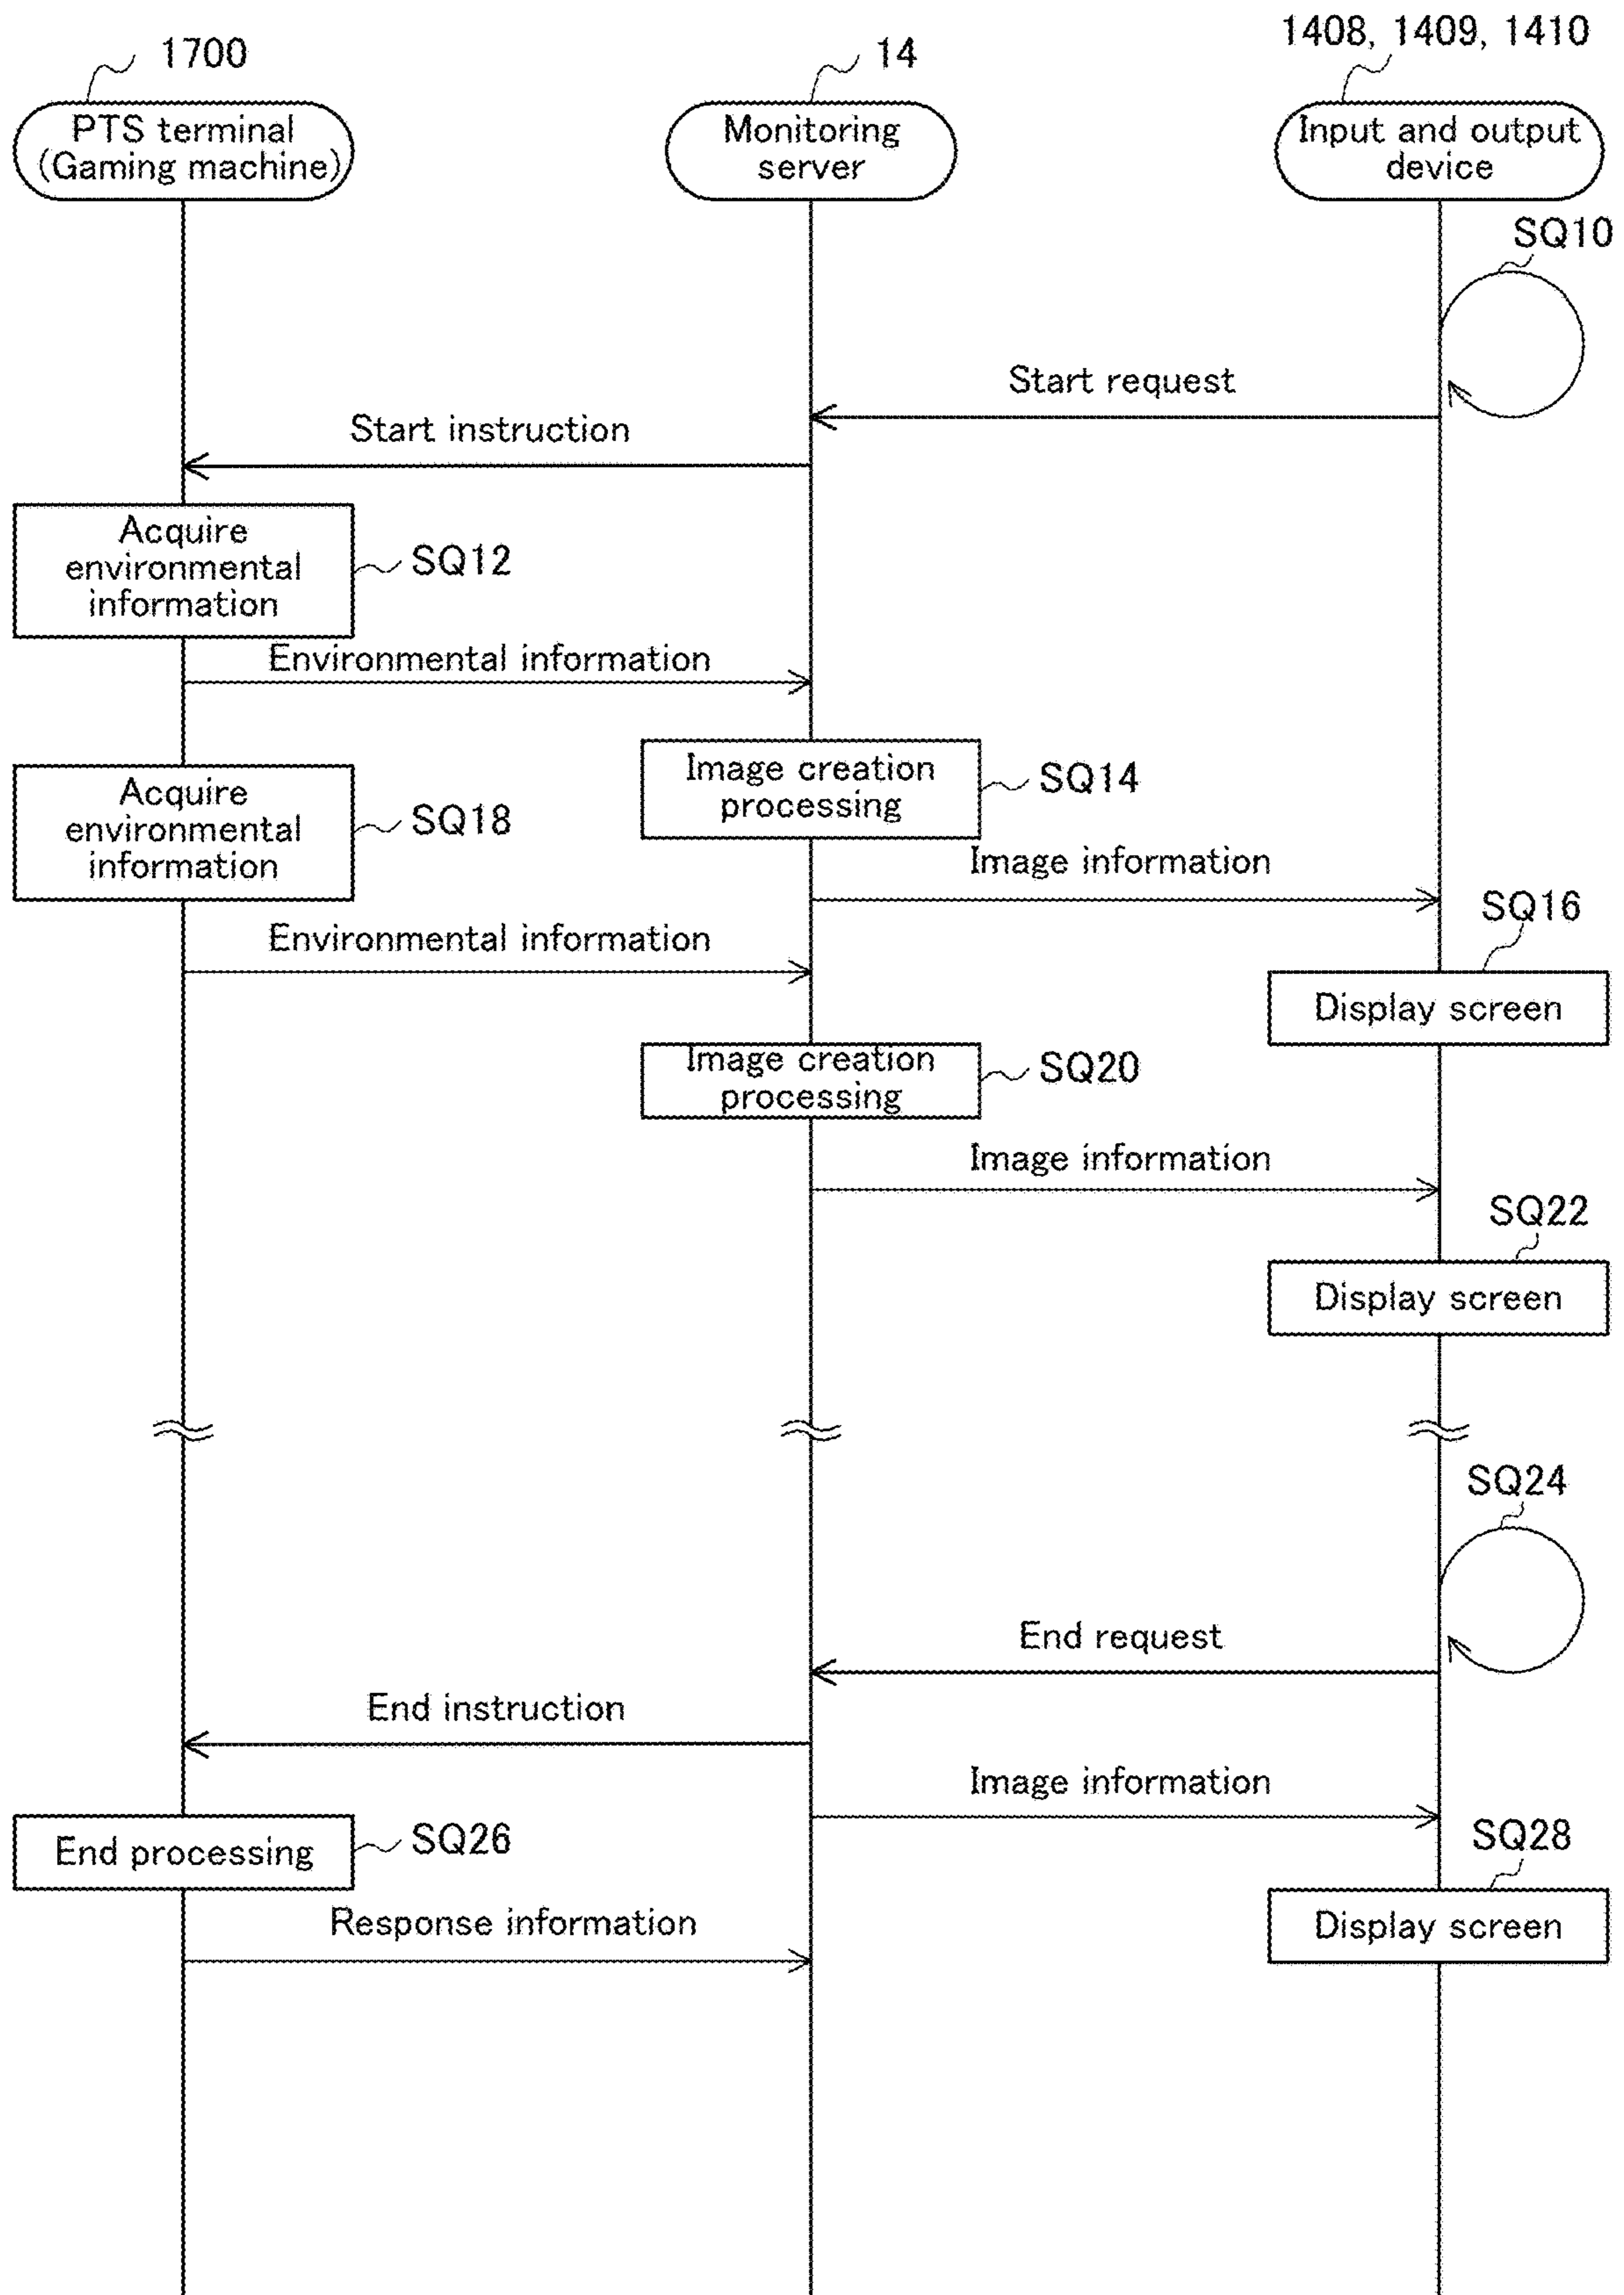 1700
14
1408, 1409, 1410
PTS terminal
(Gaming machine)
Monitoring
server
Input and output
device
SQ10
Start request
Start instruction
Acquire
environmental
information
SQ12
Environmental information
Image creation
processing
SQ14
Acquire
environmental
information
SQ18
Image information
SQ16
Environmental information
Display screen
Image creation
processing
SQ20
Image information
SQ22
Display screen
SQ24
End request
End instruction
Image information
End processing
SQ26
SQ28
Response information
Display screen